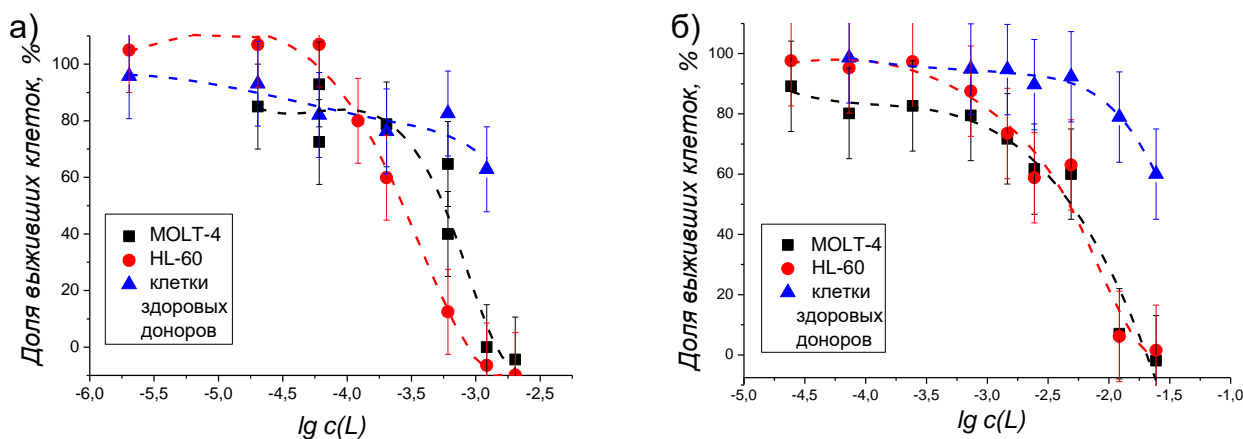 а)
Доля выживших клеток, %
100
80
60
40
20
0
MOLT-4
HL-60
клетки
здоровых
доноров
-6,0 -5,5 -5,0 -4,5 -4,0 -3,5 -3,0 -2,5
lg c(L)
б)
Доля выживших клеток, %
100
80
60
40
20
0
MOLT-4
HL-60
клетки
здоровых
доноров
-5,0 -4,5 -4,0 -3,5 -3,0 -2,5 -2,0 -1,5 -1,0
lg c(L)